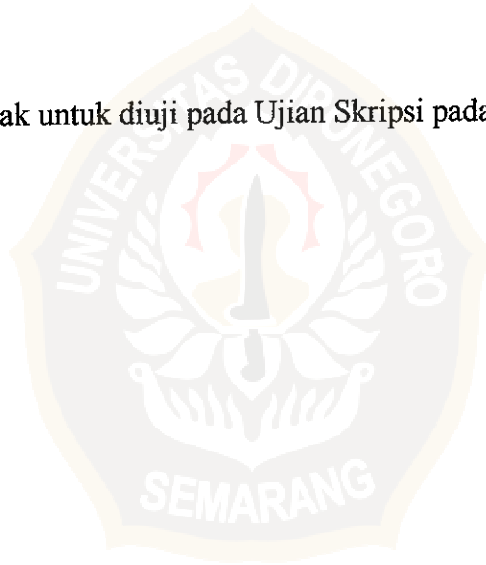 ak untuk diuji pada Ujian Skripsi pada
UNIVERSITAS DIPONEGORO
SEMARANG